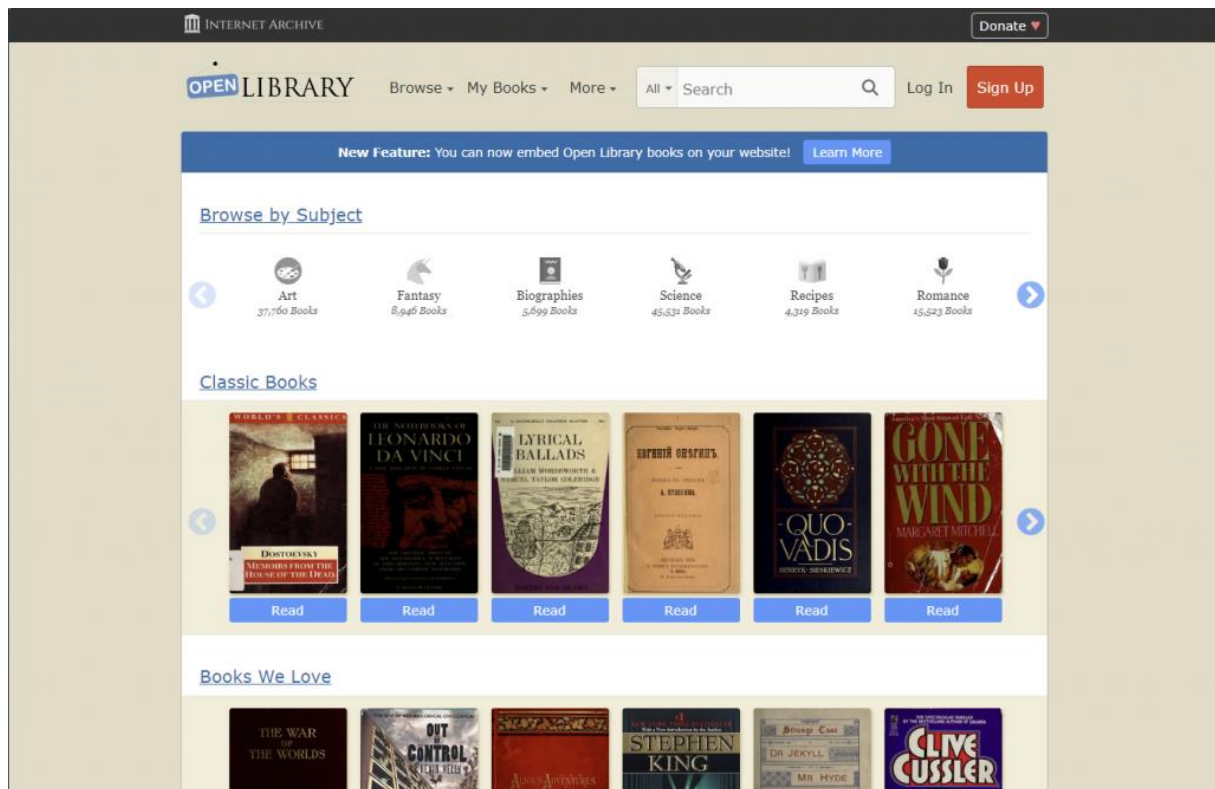 INTERNET ARCHIVE
Donate
OPEN LIBRARY
Browse
My Books
More
All
Search
Log In
Sign Up
New Feature: You can now embed Open Library books on your website!
Learn More
Browse by Subject
Art
37,760 Books
Fantasy
8,946 Books
Biographies
5,699 Books
Science
45,531 Books
Recipes
4,319 Books
Romance
15,523 Books
Classic Books
WORLD'S CLASSICS
DOSTOEVSKY
MEMOIRS FROM THE
HOUSE OF THE DEAD
Read
THE NOTEBOOKS OF
LEONARDO
DA VINCI
Read
LYRICAL
BALLADS
WILLIAM WORDSWORTH &
SAMUEL TAYLOR COLERIDGE
Read
ЕВГЕНІЙ ОНѢГИНЪ
А. ПУШКИНА.
Read
QUO
VADIS
HENRYK SIENKIEWICZ
Read
GONE
WITH THE
WIND
MARGARET MITCHELL
Read
Books We Love
THE WAR
OF
THE WORLDS
OUT
OF
CONTROL
ALICE'S ADVENTURES
#1
STEPHEN
KING
Strange Case
DR JEKYLL
MR HYDE
CLIVE
CUSSLER